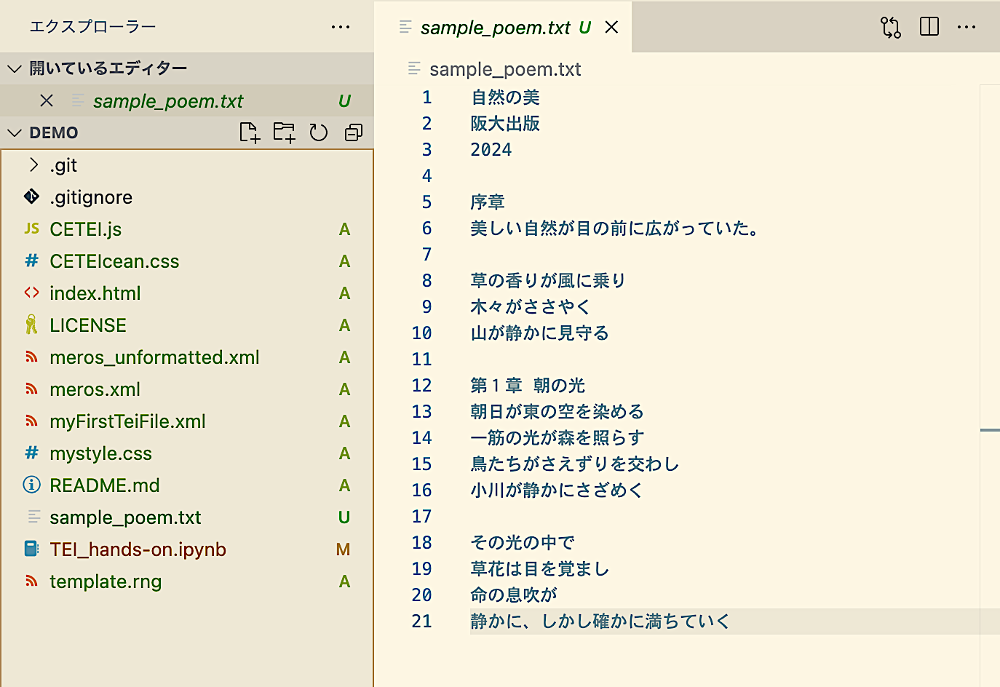 エクスプローラー
開いているエディター
sample_poem.txt U
DEMO
.git
.gitignore
JS CETEI.js A
# CETEIcean.css A
<> index.html A
LICENSE A
meros_unformatted.xml A
meros.xml A
myFirstTeiFile.xml A
# mystyle.css A
README.md A
sample_poem.txt U
TEI_hands-on.ipynb M
template.rng A
sample_poem.txt U
sample_poem.txt
1 自然の美
2 阪大出版
3 2024
4
5 序章
6 美しい自然が目の前に広がっていた。
7
8 草の香りが風に乗り
9 木々がささやく
10 山が静かに見守る
11
12 第１章 朝の光
13 朝日が東の空を染める
14 一筋の光が森を照らす
15 鳥たちがさえずりを交わし
16 小川が静かにさざめく
17
18 その光の中で
19 草花は目を覚まし
20 命の息吹が
21 静かに、しかし確かに満ちていく